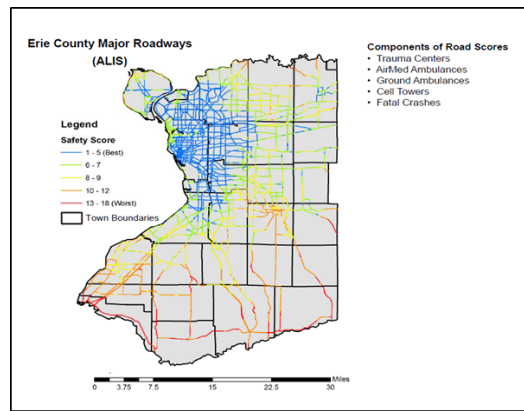 Erie County Major Roadways
(ALIS)
Components of Road Scores
• Trauma Centers
• AirMed Ambulances
• Ground Ambulances
• Cell Towers
• Fatal Crashes
Legend
Safety Score
1 - 5 (Best)
6 - 7
8 - 9
10 - 12
13 - 18 (Worst)
Town Boundaries
Miles
0 3.75 7.5 15 22.5 30